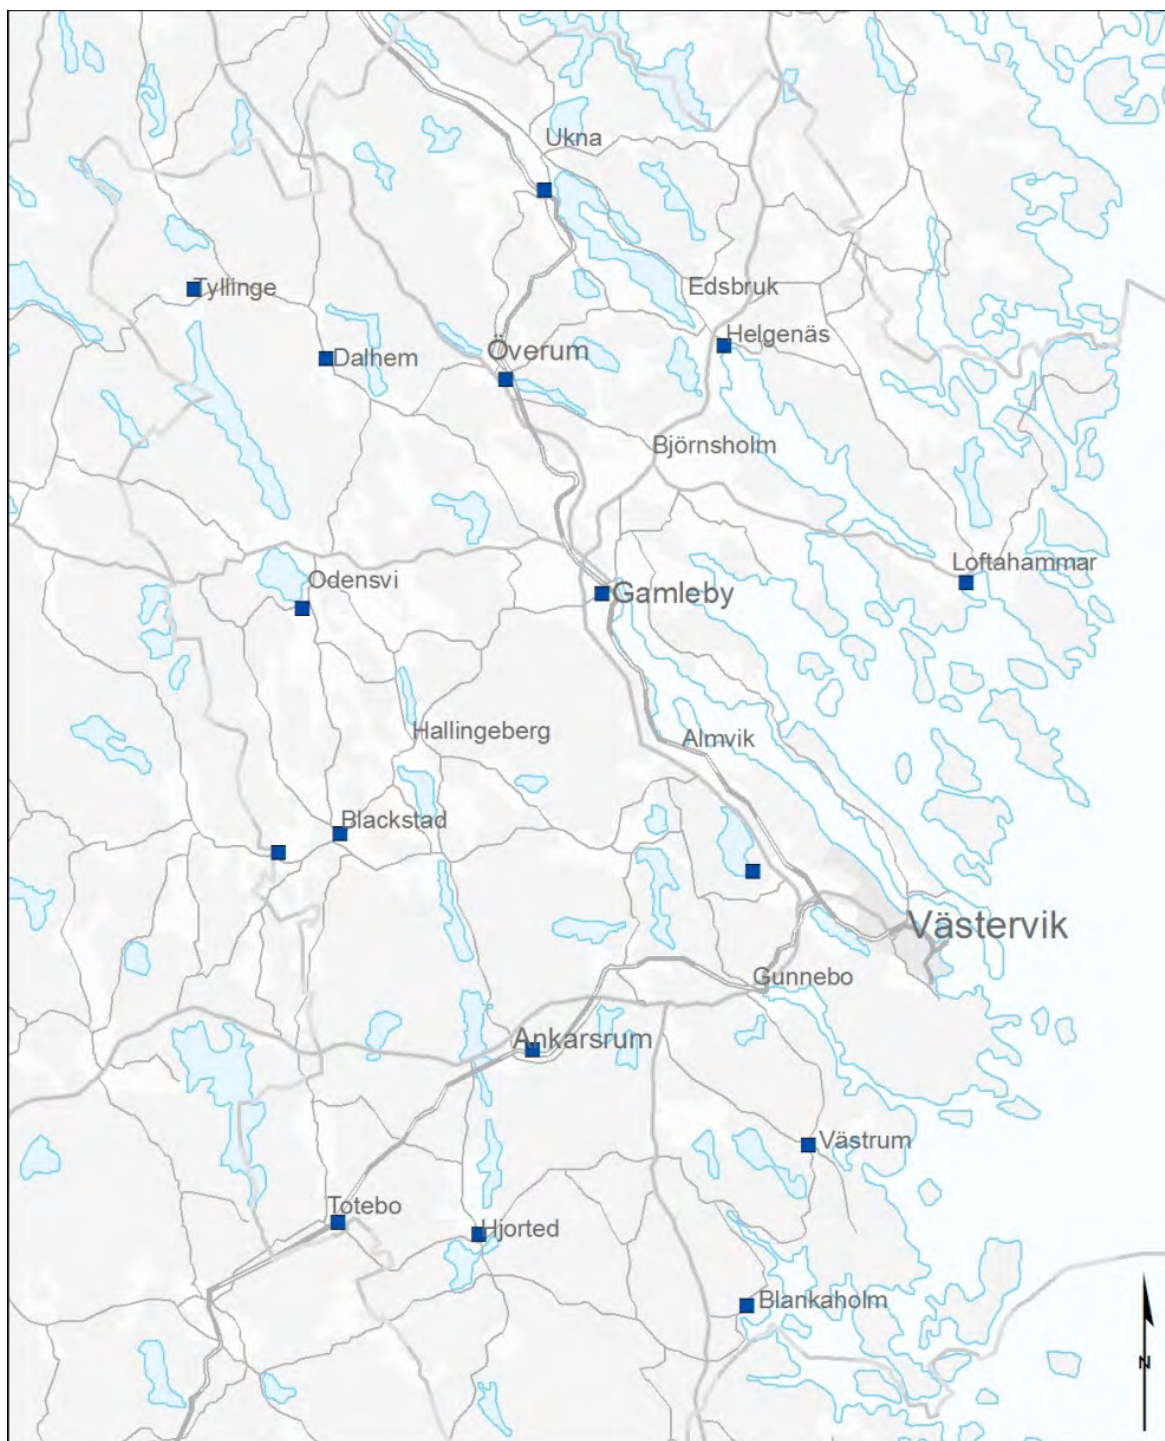 Ukna
Edsbruk
Tyllinge
Helgenäs
Dalhem
Överum
Björnsholm
Loftahammar
Odensvi
Gamleby
Hallingeberg
Almvik
Blackstad
Västervik
Gunnebo
Ankarsrum
Västrum
Totebo
Hjorted
Blankaholm
N